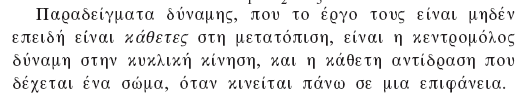 Παραδείγματα δύναμης, που το έργο τους είναι μηδέν
επειδή είναι κάθετες στη μετατόπιση, είναι η κεντρομόλος
δύναμη στην κυκλική κίνηση, και η κάθετη αντίδραση που
δέχεται ένα σώμα, όταν κινείται πάνω σε μια επιφάνεια.